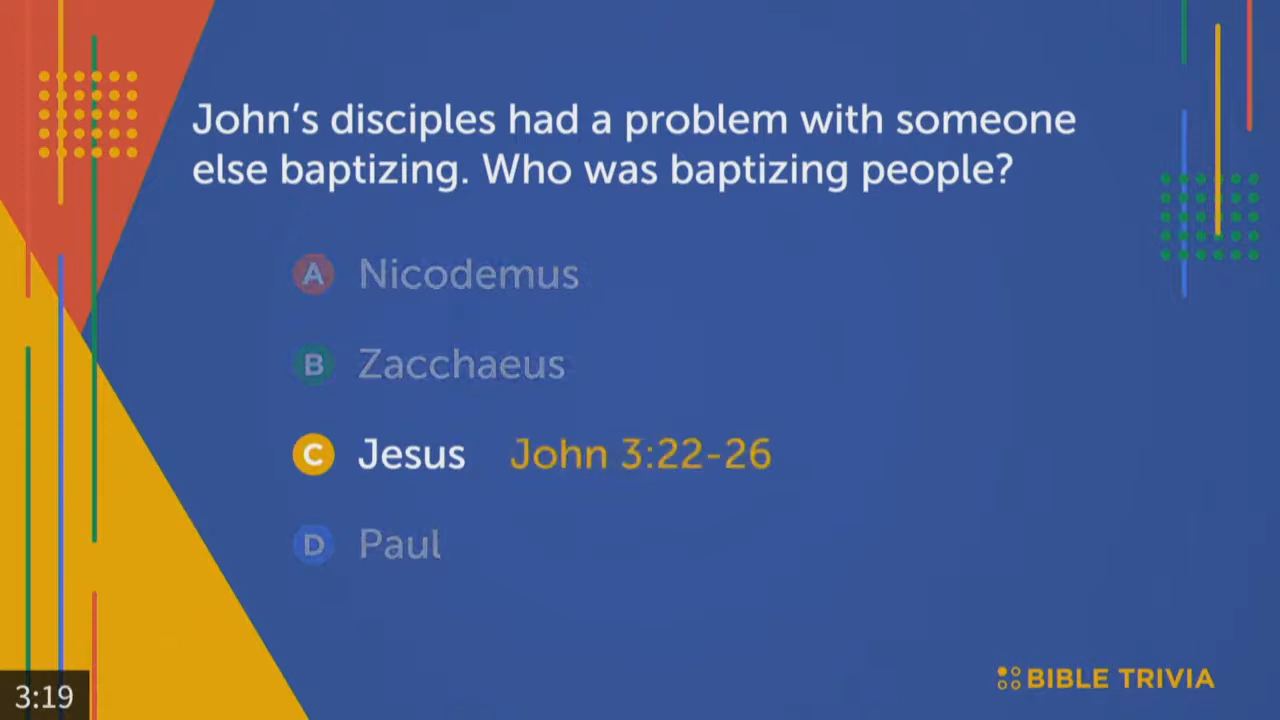 John’s disciples had a problem with someone
else baptizing. Who was baptizing people?
A Nicodemus
B Zacchaeus
C Jesus John 3:22-26
D Paul
BIBLE TRIVIA
3:19